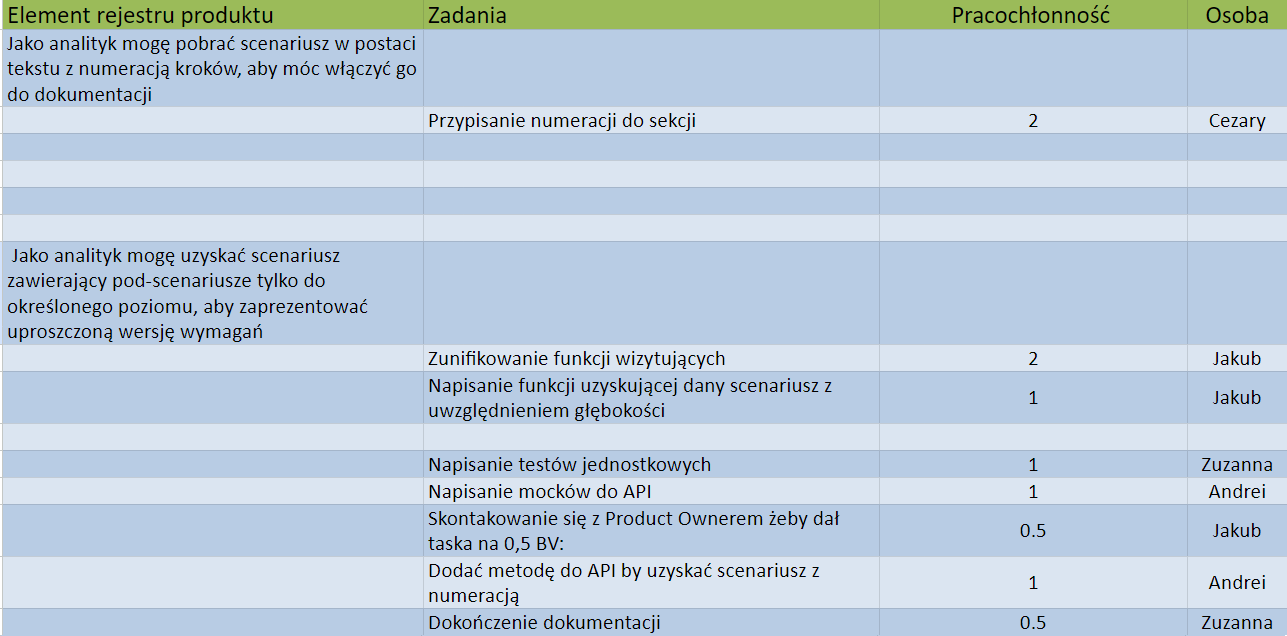 Element rejestru produktu Zadania Pracochłonność Osoba
Jako analityk mogę pobrać scenariusz w postaci
tekstu z numeracją kroków, aby móc włączyć go
do dokumentacji
Przypisanie numeracji do sekcji 2 Cezary
Jako analityk mogę uzyskać scenariusz
zawierający pod-scenariusze tylko do
określonego poziomu, aby zaprezentować
uproszczoną wersję wymagań
Zunifikowanie funkcji wizytujących 2 Jakub
Napisanie funkcji uzyskującej dany scenariusz z
uwzględnieniem głębokości 1 Jakub
Napisanie testów jednostkowych 1 Zuzanna
Napisanie mocków do API 1 Andrei
Skontakowanie się z Product Ownerem żeby dał
taska na 0,5 BV: 0.5 Jakub
Dodać metodę do API by uzyskać scenariusz z
numeracją 1 Andrei
Dokończenie dokumentacji 0.5 Zuzanna